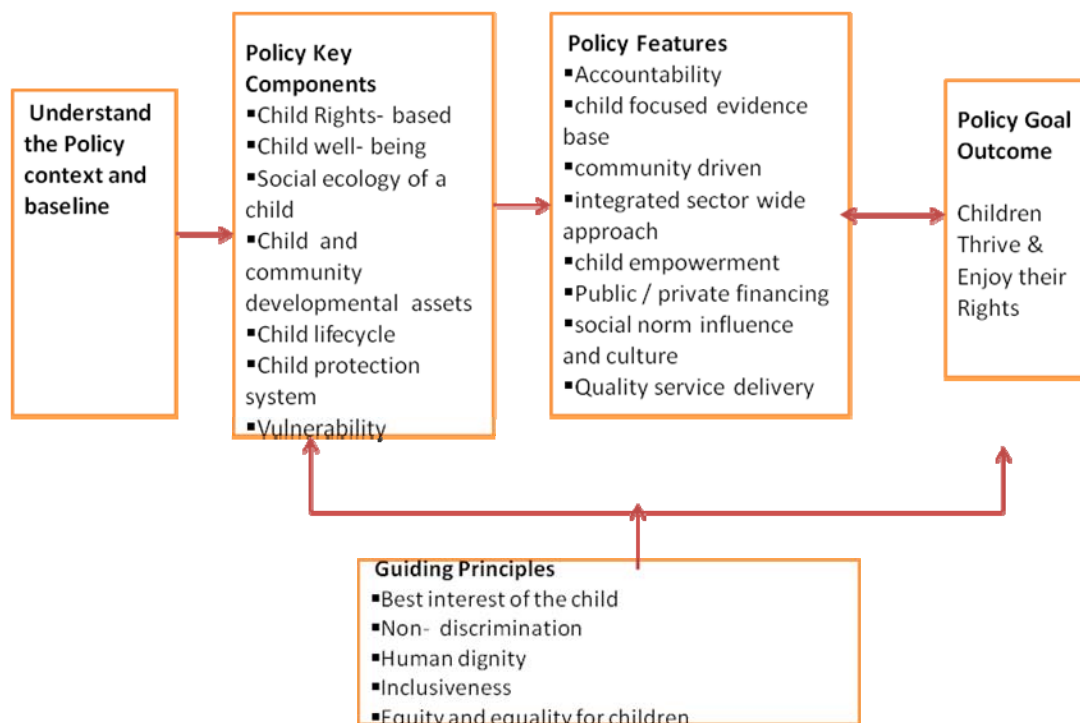 Understand
the Policy
context and
baseline
Policy Key
Components
▪Child Rights- based
▪Child well- being
▪Social ecology of a
child
▪Child and
community
developmental assets
▪Child lifecycle
▪Child protection
system
▪Vulnerability
Policy Features
▪Accountability
▪child focused evidence
base
▪community driven
▪integrated sector wide
approach
▪child empowerment
▪Public / private financing
▪social norm influence
and culture
▪Quality service delivery
Policy Goal
Outcome
Children
Thrive &
Enjoy their
Rights
Guiding Principles
▪Best interest of the child
▪Non- discrimination
▪Human dignity
▪Inclusiveness
▪Equity and equality for children